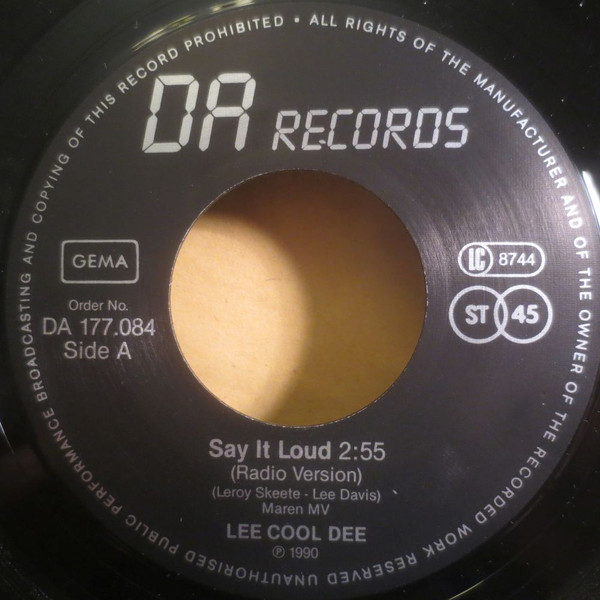 ALL RIGHTS OF THE MANUFACTURER AND OF THE OWNER OF THE RECORDED WORK RESERVED UNAUTHORISED PUBLIC PERFORMANCE BROADCASTING AND COPYING OF THIS RECORD PROHIBITED •
DA RECORDS
GEMA
LC 8744
Order No.
DA 177.084
Side A
ST 45
Say It Loud 2:55
(Radio Version)
(Leroy Skeete - Lee Davis)
Maren MV
LEE COOL DEE
℗ 1990